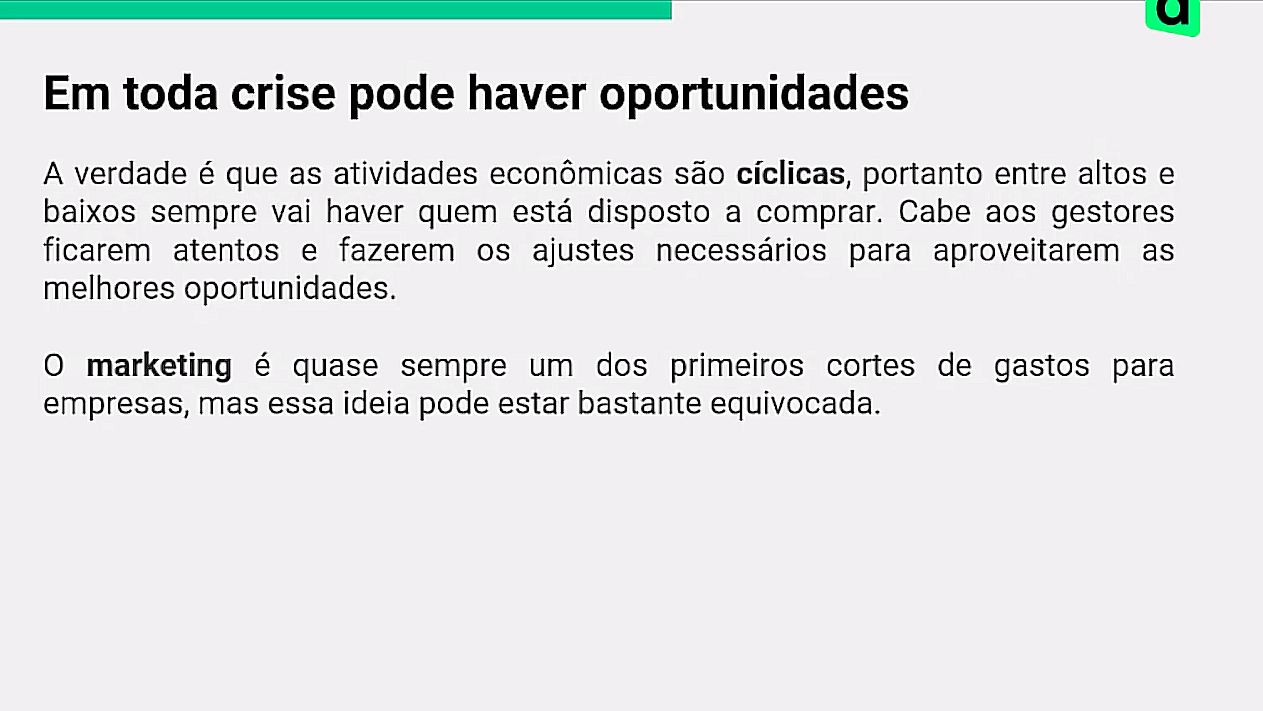 d
Em toda crise pode haver oportunidades
A verdade é que as atividades econômicas são cíclicas, portanto entre altos e
baixos sempre vai haver quem está disposto a comprar. Cabe aos gestores
ficarem atentos e fazerem os ajustes necessários para aproveitarem as
melhores oportunidades.
O marketing é quase sempre um dos primeiros cortes de gastos para
empresas, mas essa ideia pode estar bastante equivocada.